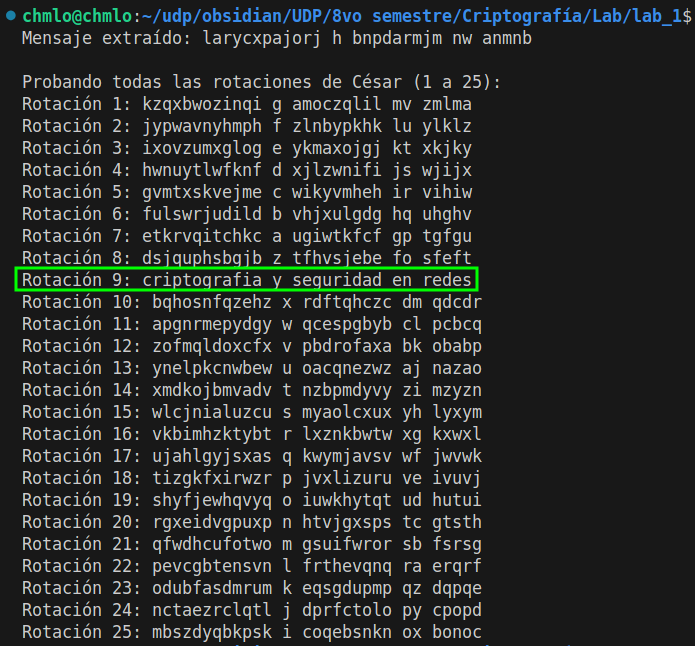 chmlo@chmlo:~/udp/obsidian/UDP/8vo semestre/Criptografía/Lab/lab_1$
Mensaje extraído: larycxpajorj h bnpdarmjm nw anmnb
Probando todas las rotaciones de César (1 a 25):
Rotación 1: kzqxbwozinqi g amoczqlil mv zmlma
Rotación 2: jypwavnyhmph f zlnbypkhk lu ylklz
Rotación 3: ixovzumxglog e ykmaxojgj kt xkjky
Rotación 4: hwnuytlwfknf d xjlzwnifi js wjijx
Rotación 5: gvmtxskvejme c wikyvmheh ir vihiw
Rotación 6: fulswrjudild b vhjxulgdg hq uhghv
Rotación 7: etkrvqitchkc a ugiwtkfcf gp tgfgu
Rotación 8: dsjquphsbgjb z tfhvsjebe fo sfeft
Rotación 9: criptografia y seguridad en redes
Rotación 10: bqhosnfqzehz x rdftqhczc dm qdcdr
Rotación 11: apgnrmepydgy w qcespgbyb cl pcbcq
Rotación 12: zofmqldoxcfx v pbdrofaxa bk obabp
Rotación 13: ynelpkcnwbew u oacqnezwz aj nazao
Rotación 14: xmdkojbmvadv t nzbpmdyvy zi mzyzn
Rotación 15: wlcjnialuzcu s myaolcxux yh lyxym
Rotación 16: vkbimhzktybt r lxznkbwtw xg kxwxl
Rotación 17: ujahlgyjsxas q kwymjavsv wf jwvwk
Rotación 18: tizgkfxirwzr p jvxlizuru ve ivuvj
Rotación 19: shyfjewhqvyq o iuwkhytqt ud hutui
Rotación 20: rgxeidvgpuxp n htvjgxsps tc gtsth
Rotación 21: qfwdhcufotwo m gsuifwror sb fsrsg
Rotación 22: pevcgbtensvn l frthevqnq ra erqrf
Rotación 23: odubfasdmrum k eqsgdupmp qz dqpqe
Rotación 24: nctaezrclqtl j dprfctolo py cpopd
Rotación 25: mbszdyqbkpsk i coqebsnkn ox bonoc